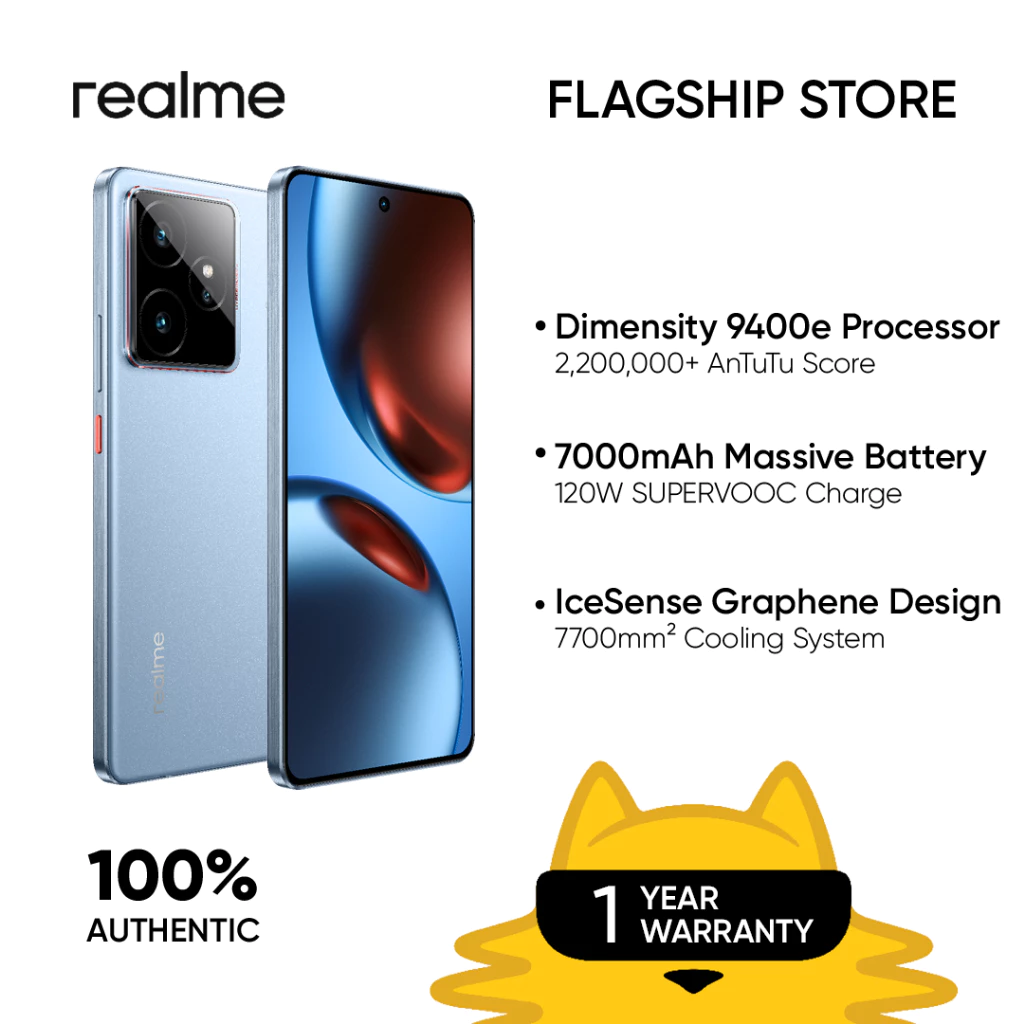 realme
FLAGSHIP STORE
• Dimensity 9400e Processor
2,200,000+ AnTuTu Score
• 7000mAh Massive Battery
120W SUPERVOOC Charge
• IceSense Graphene Design
7700mm² Cooling System
realme
100%
AUTHENTIC
1 YEAR
WARRANTY